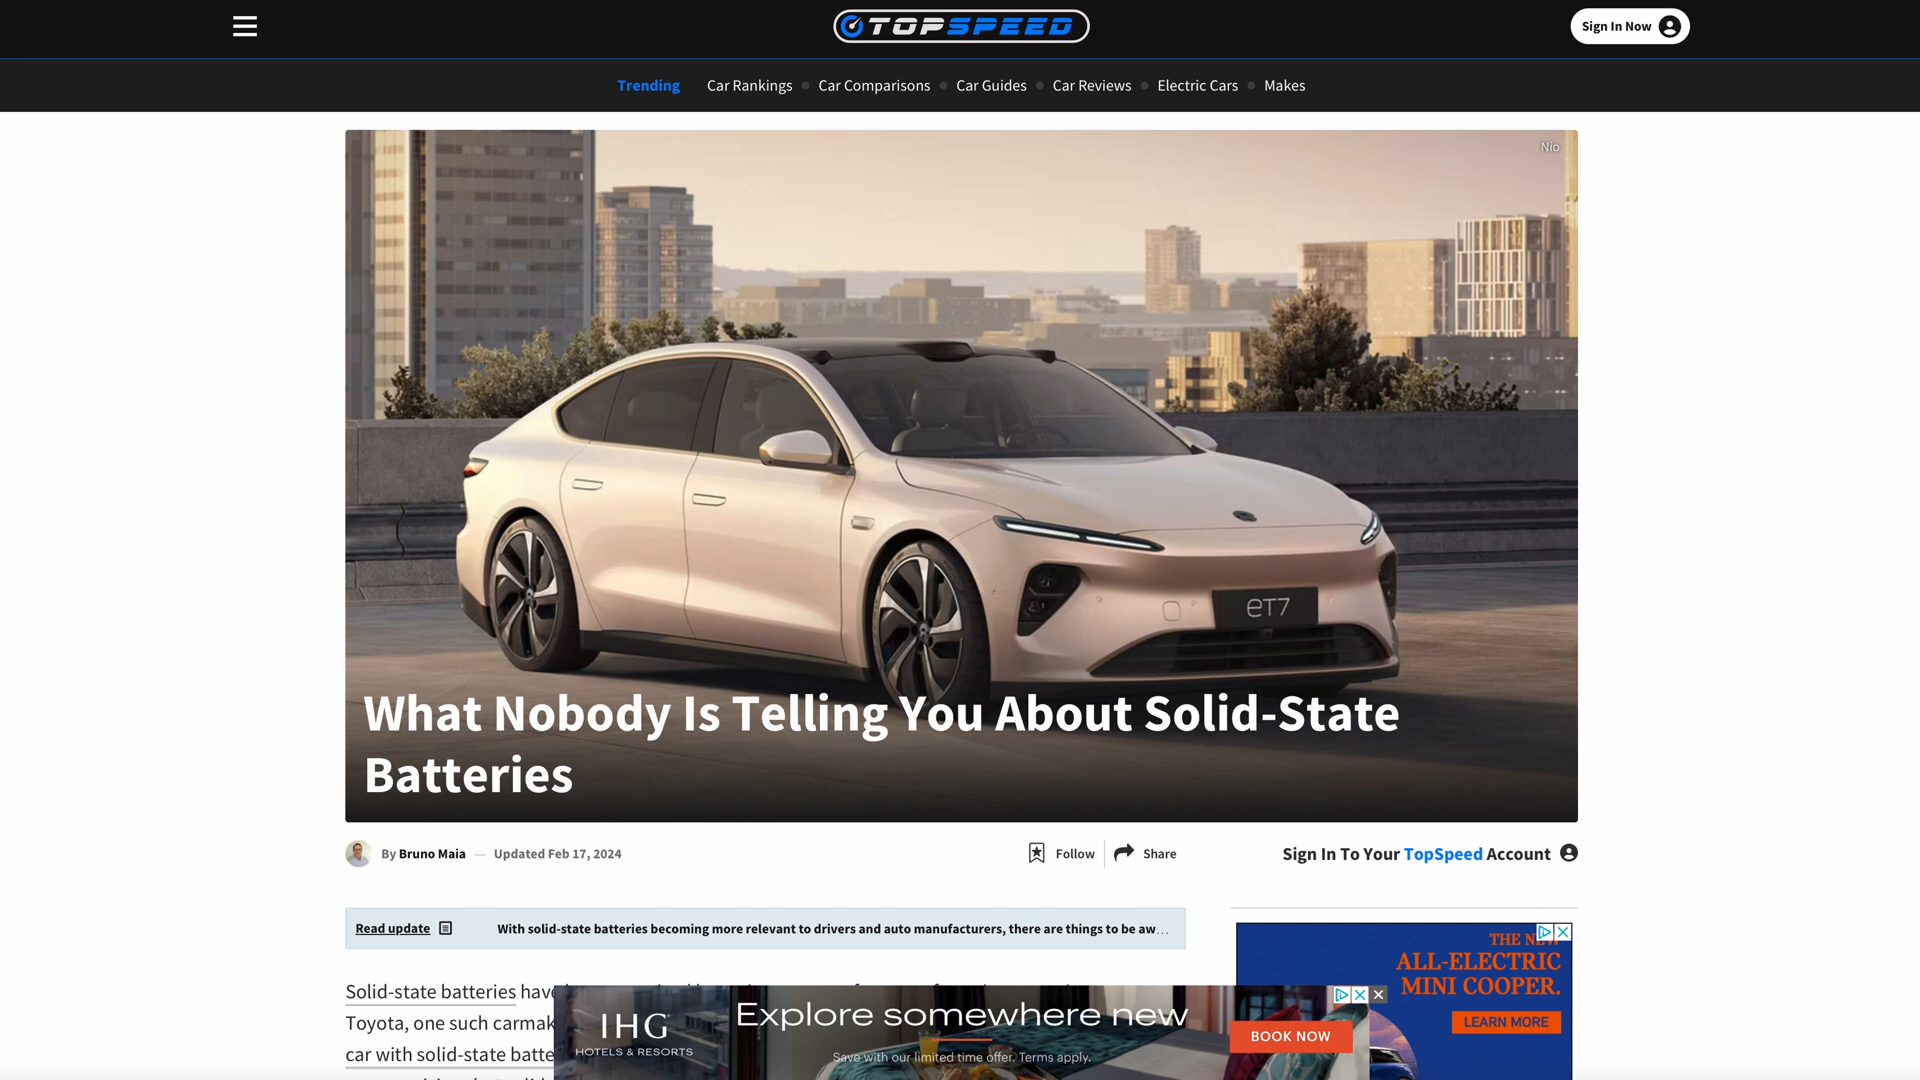 TOPSPEED
Sign In Now
Trending Car Rankings Car Comparisons Car Guides Car Reviews Electric Cars Makes
Nio
eT7
What Nobody Is Telling You About Solid-State
Batteries
By Bruno Maia — Updated Feb 17, 2024
Follow
Share
Sign In To Your TopSpeed Account
Read update
With solid-state batteries becoming more relevant to drivers and auto manufacturers, there are things to be aw…
THE NEW
ALL-ELECTRIC
MINI COOPER.
LEARN MORE
Solid-state batteries have
Toyota, one such carmak
car with solid-state batte
IHG
HOTELS & RESORTS
Explore somewhere new
Save with our limited time offer. Terms apply.
BOOK NOW